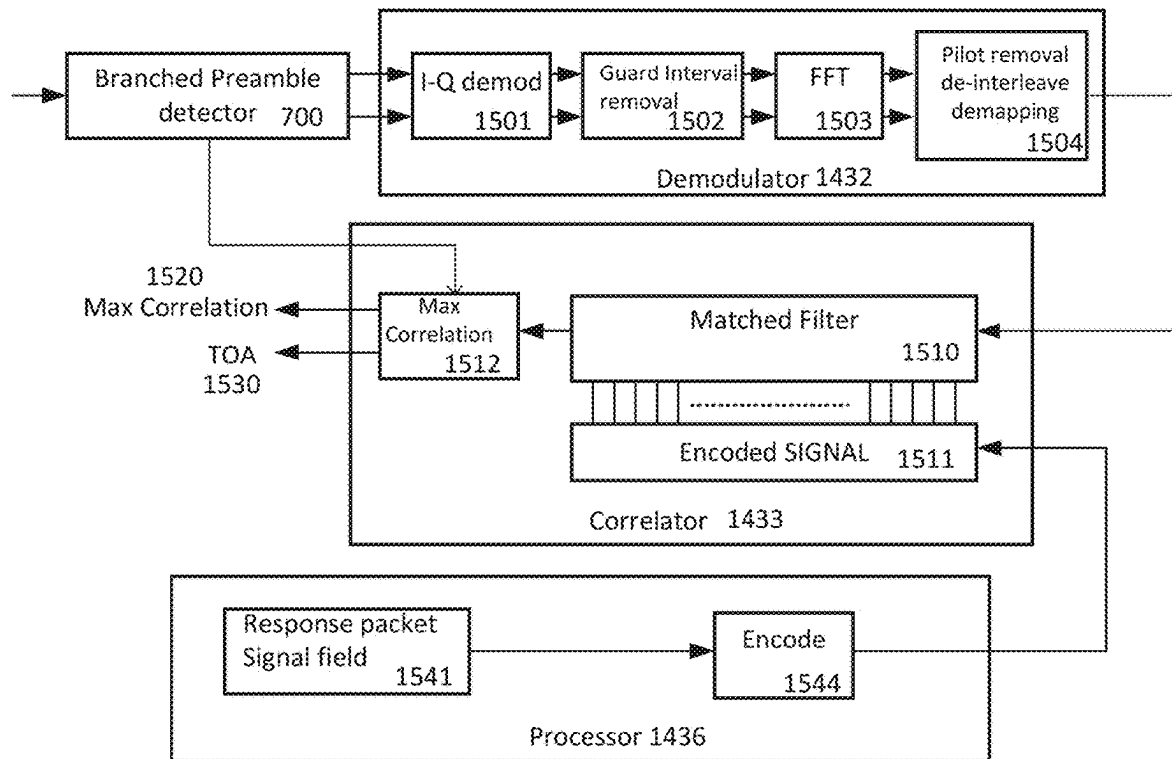 Branched Preamble
detector 700
I-Q demod
1501
Guard Interval
removal
1502
FFT
1503
Pilot removal
de-interleave
demapping
1504
Demodulator 1432
1520
Max Correlation
TOA
1530
Max
Correlation
1512
Matched Filter
1510
Encoded SIGNAL 1511
Correlator 1433
Response packet
Signal field
1541
Encode
1544
Processor 1436